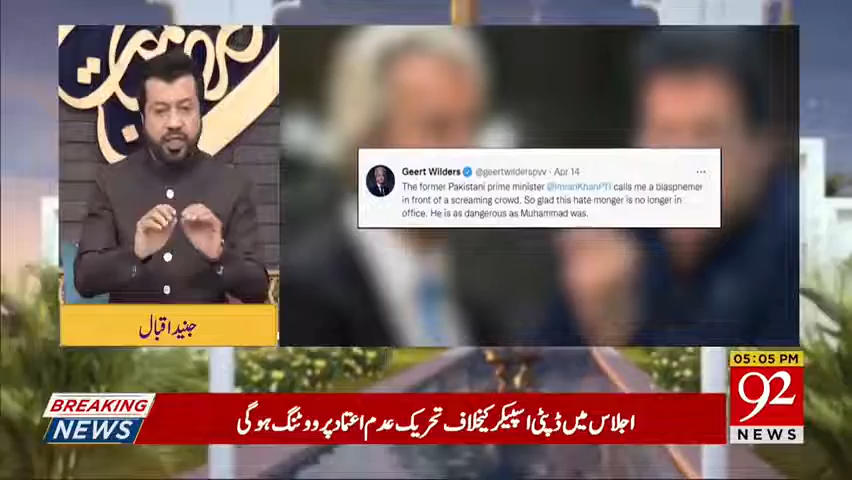 Geert Wilders @geertwilderspvv · Apr 14
The former Pakistani prime minister @ImranKhanPTI calls me a blasphemer
in front of a screaming crowd. So glad this hate monger is no longer in
office. He is as dangerous as Muhammad was.
جنید اقبال
05:05 PM
92
NEWS
BREAKING
NEWS
اجلاس میں ڈپٹی اسپیکر کیخلاف تحریک عدم اعتماد پر ووٹنگ ہوگی